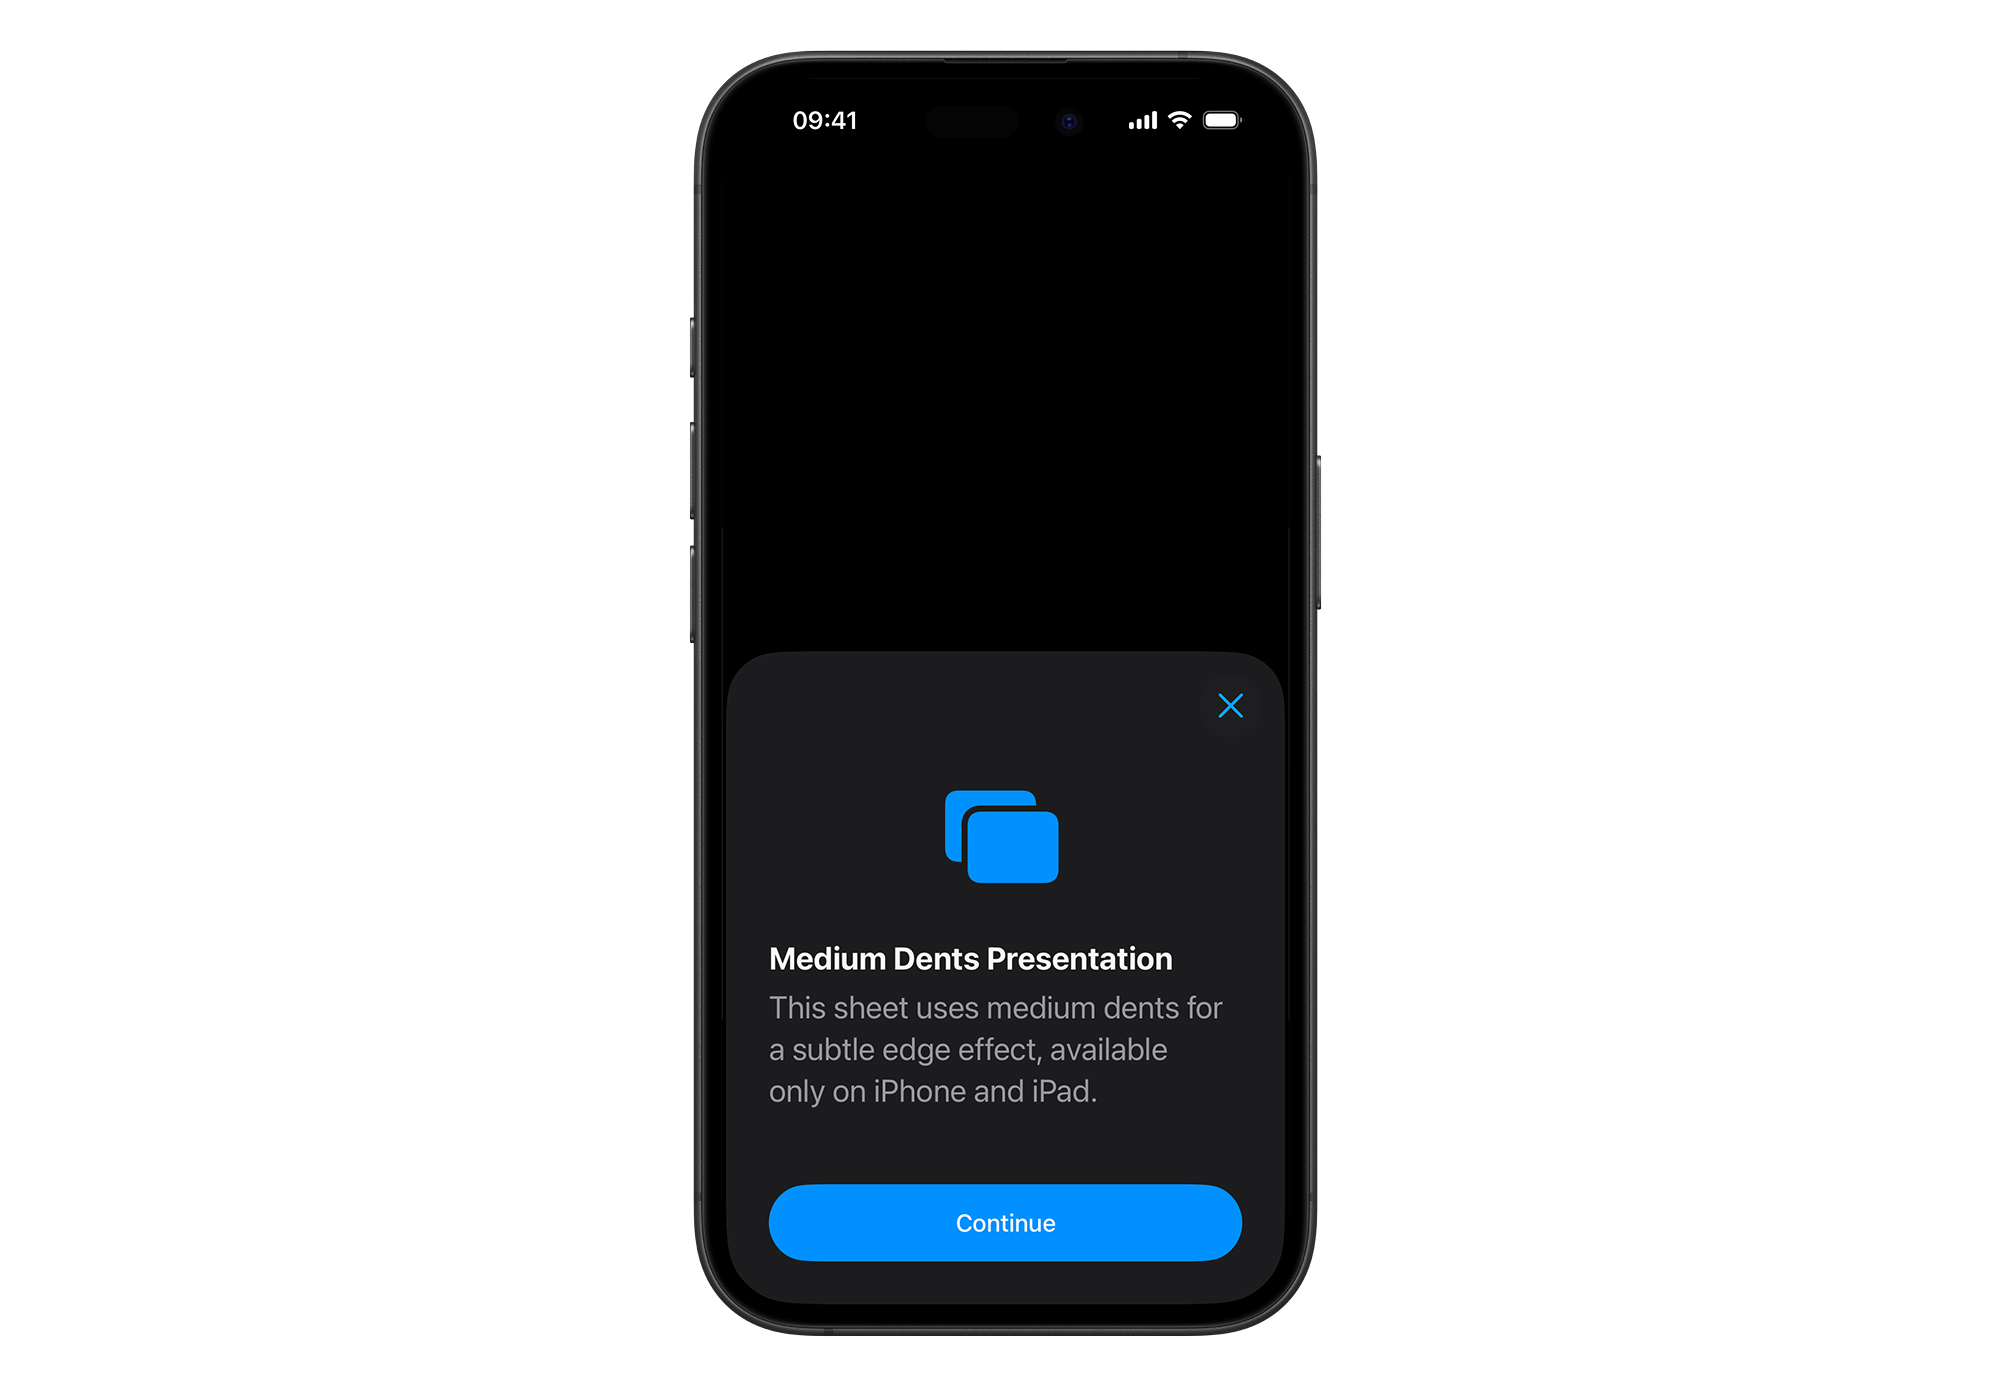 09:41
Medium Dents Presentation
This sheet uses medium dents for
a subtle edge effect, available
only on iPhone and iPad.
Continue